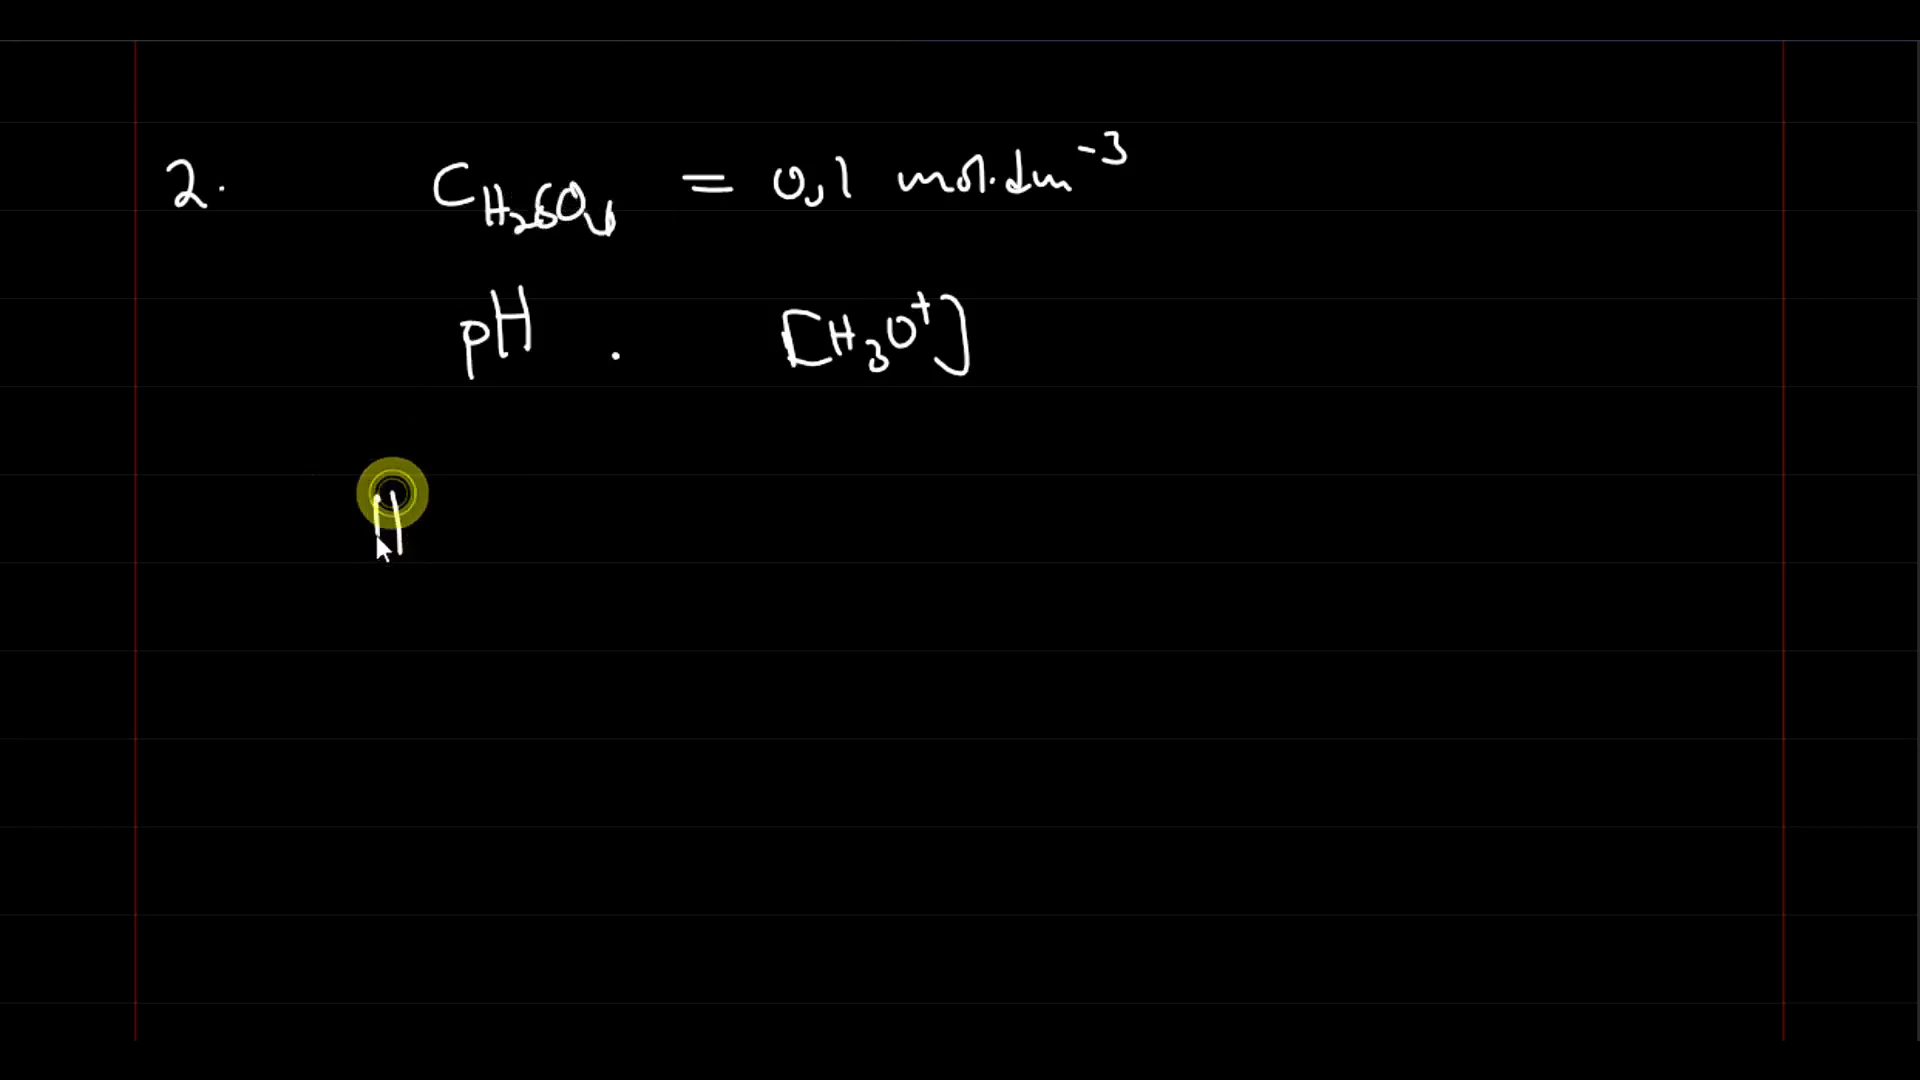 2. C_H₂SO₄ = 0,1 mol.dm⁻³
pH . [H₃O⁺]